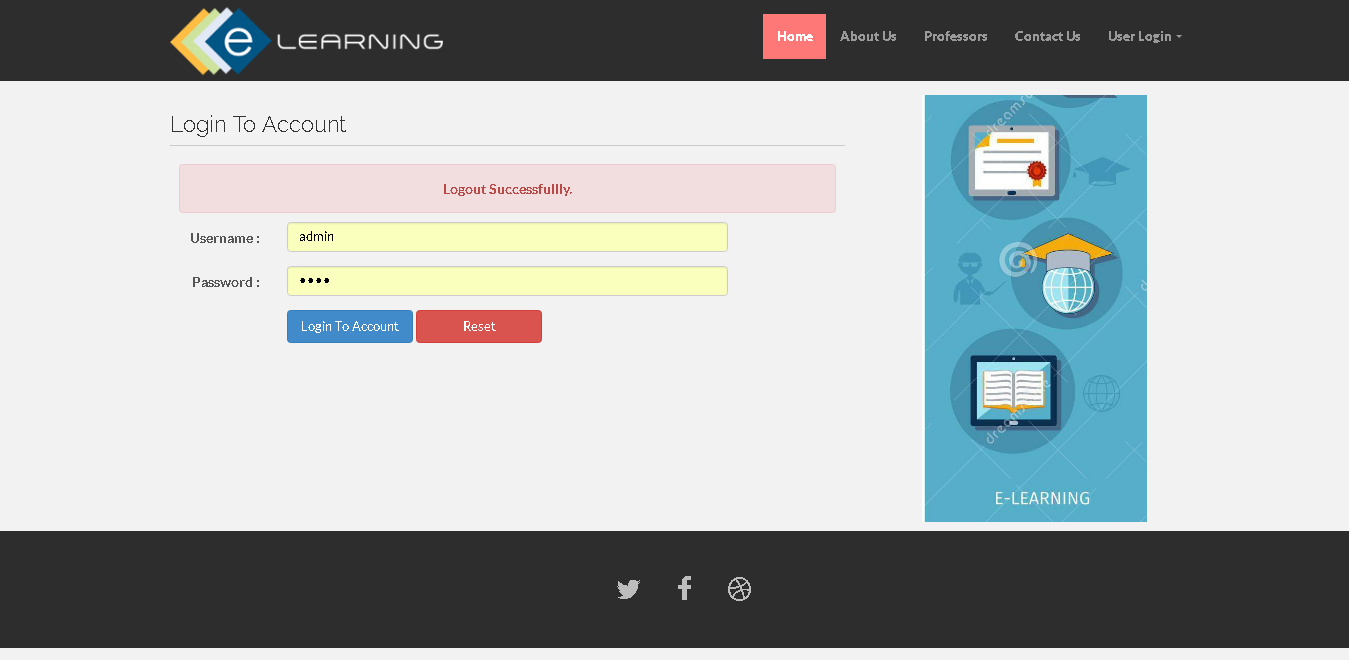 e LEARNING
Home About Us Professors Contact Us User Login
Login To Account
Logout Successfullly.
Username :
admin
Password :
••••
Login To Account Reset
E-LEARNING